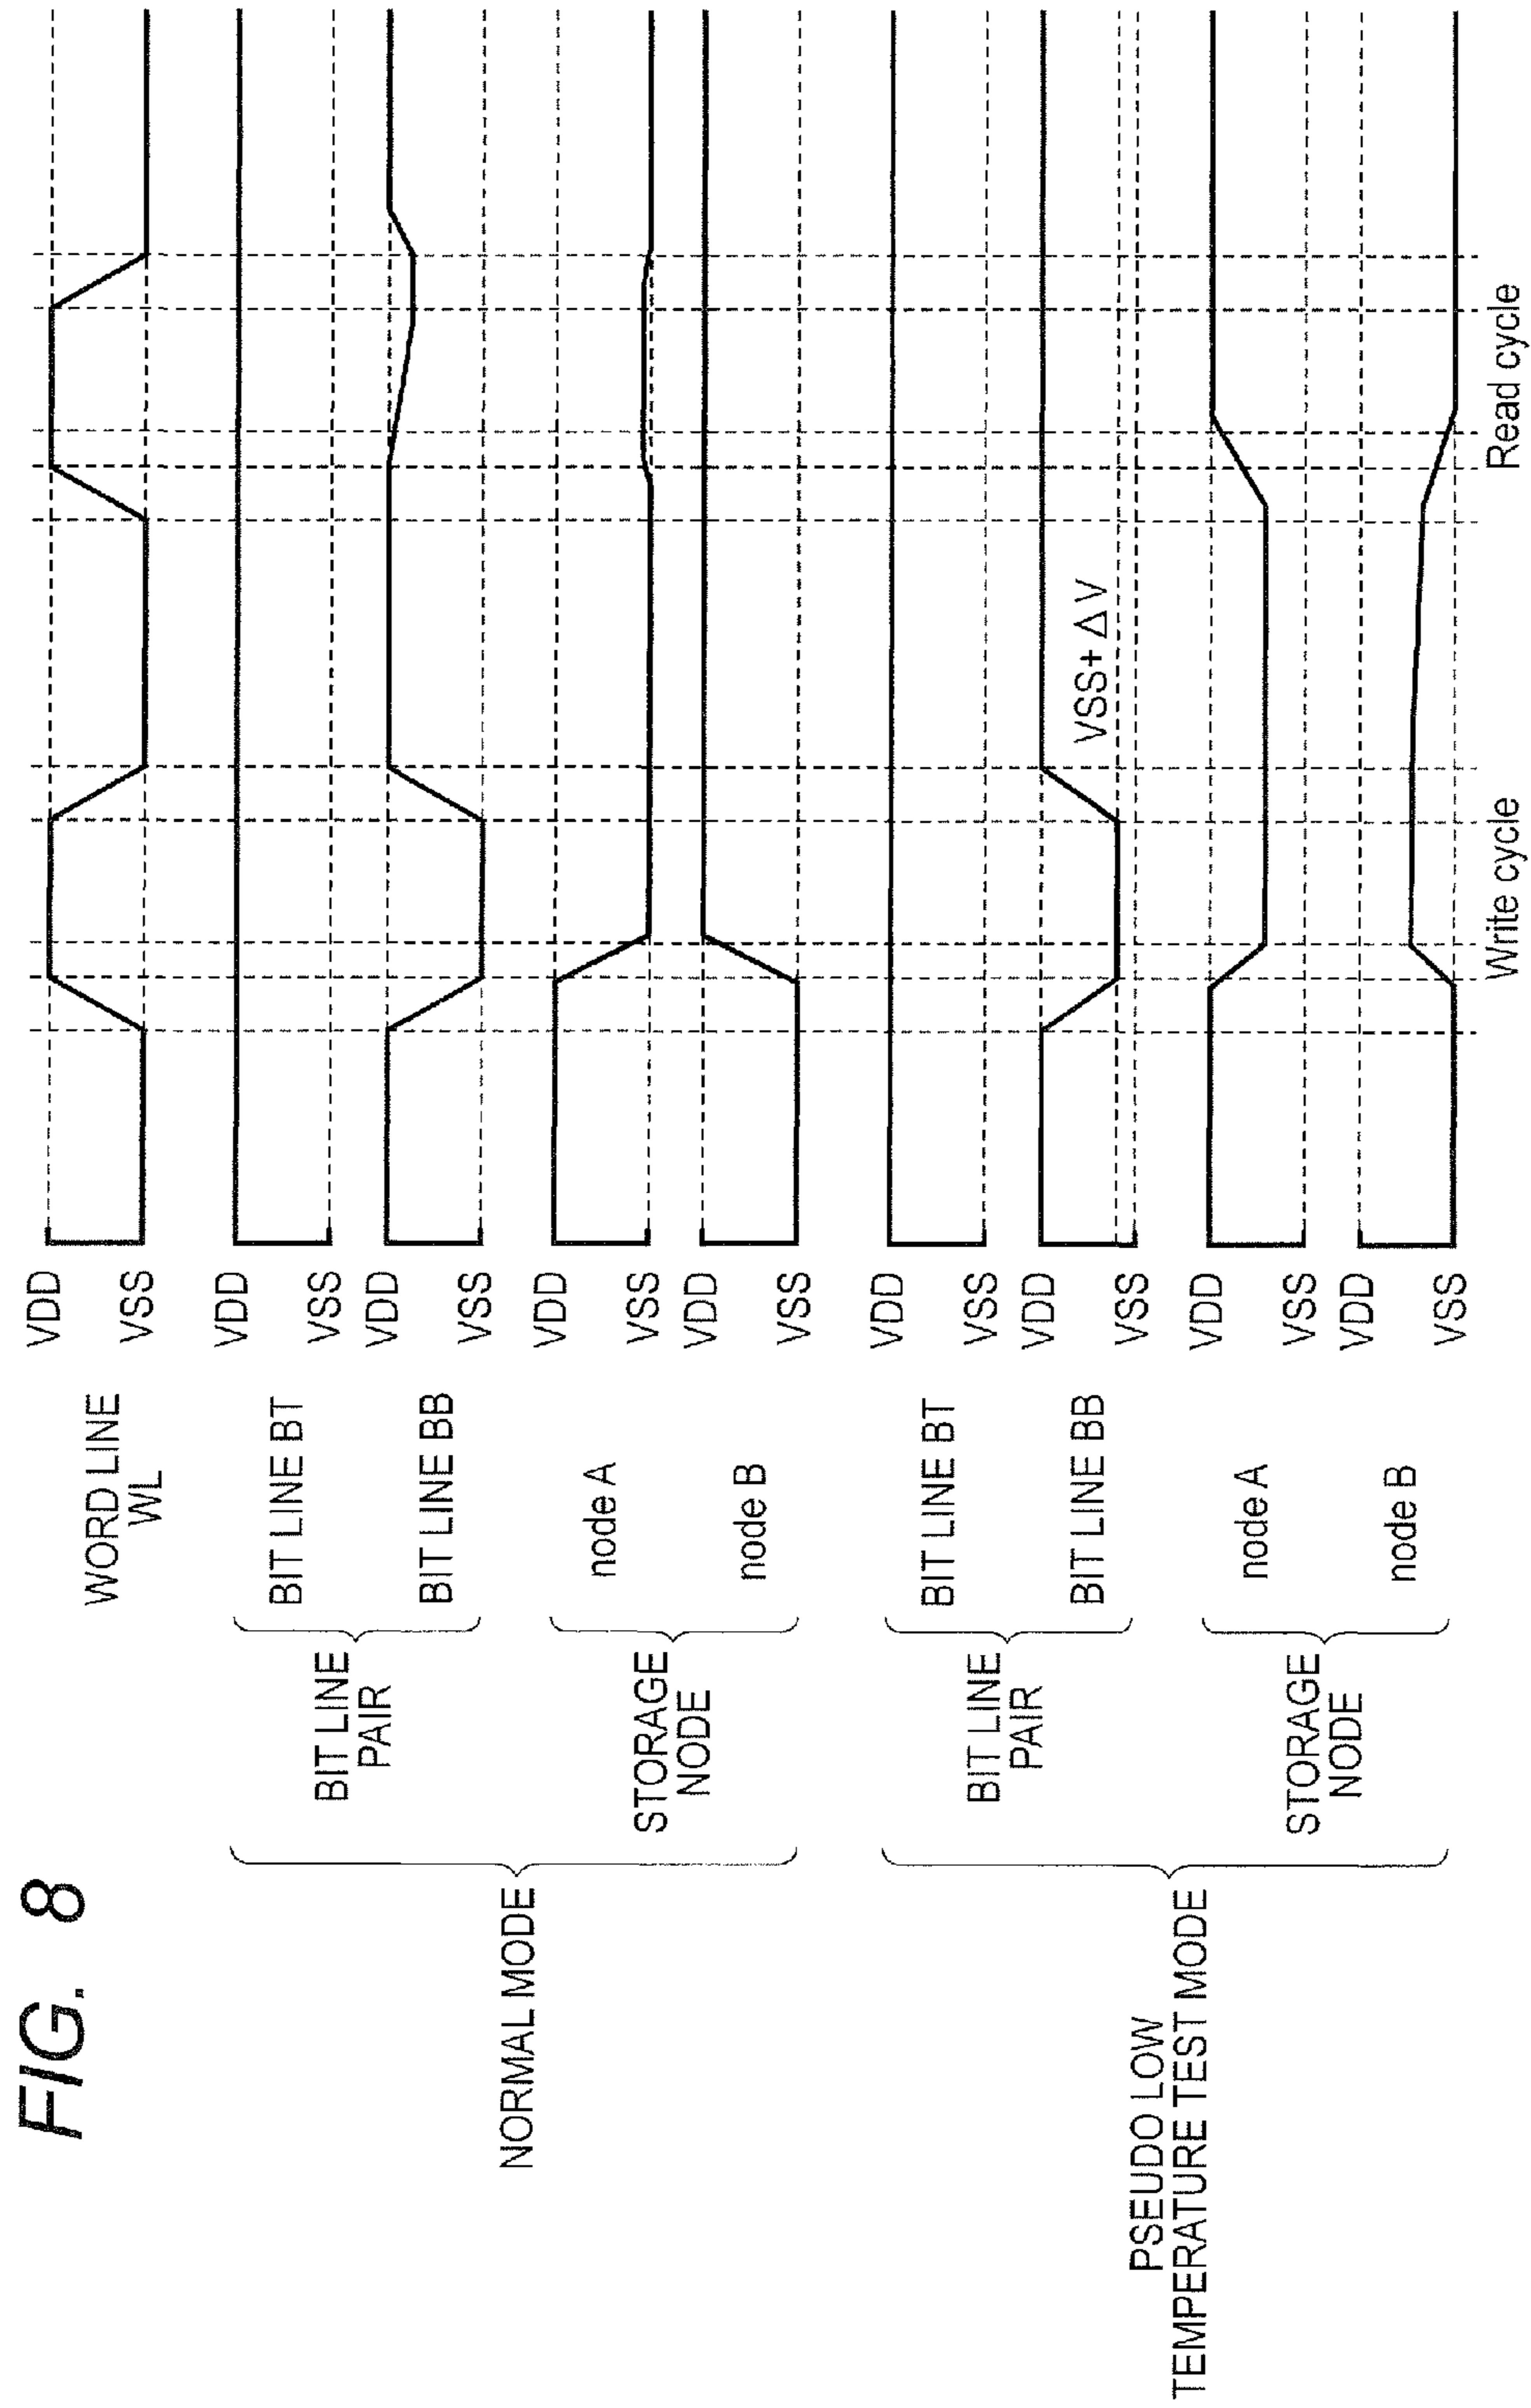 FIG. 8
WORD LINE
WL
VDD
VSS
NORMAL MODE
BIT LINE
PAIR
BIT LINE BT
VDD
VSS
BIT LINE BB
VDD
VSS
STORAGE
NODE
node A
VDD
VSS
node B
VDD
VSS
PSEUDO LOW
TEMPERATURE TEST MODE
BIT LINE
PAIR
BIT LINE BT
VDD
VSS
BIT LINE BB
VDD
VSS
VSS+ ΔV
STORAGE
NODE
node A
VDD
VSS
node B
VDD
VSS
Write cycle
Read cycle